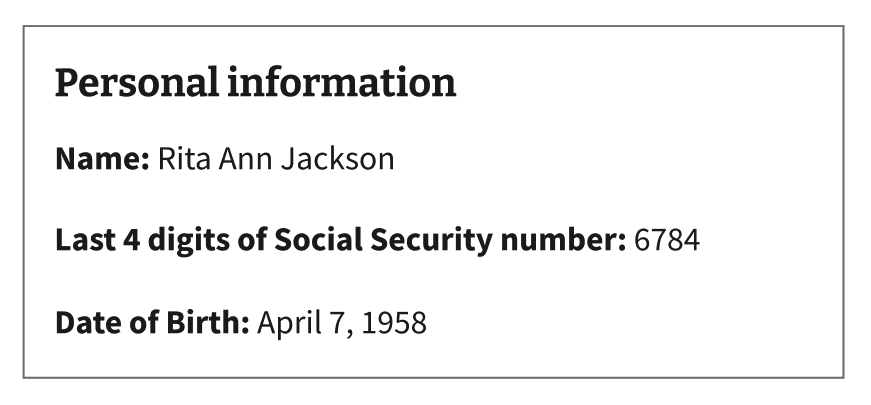 Personal information
Name: Rita Ann Jackson
Last 4 digits of Social Security number: 6784
Date of Birth: April 7, 1958